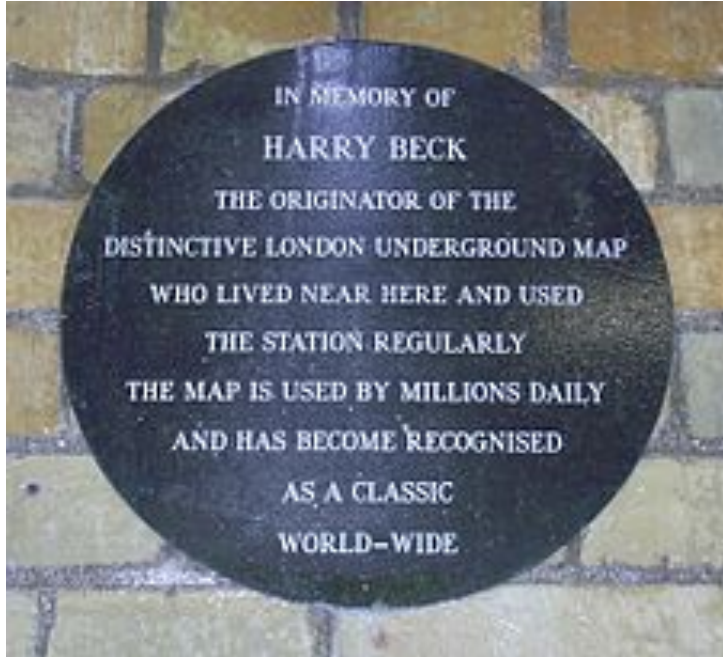 IN MEMORY OF
HARRY BECK
THE ORIGINATOR OF THE
DISTINCTIVE LONDON UNDERGROUND MAP
WHO LIVED NEAR HERE AND USED
THE STATION REGULARLY
THE MAP IS USED BY MILLIONS DAILY
AND HAS BECOME RECOGNISED
AS A CLASSIC
WORLD-WIDE